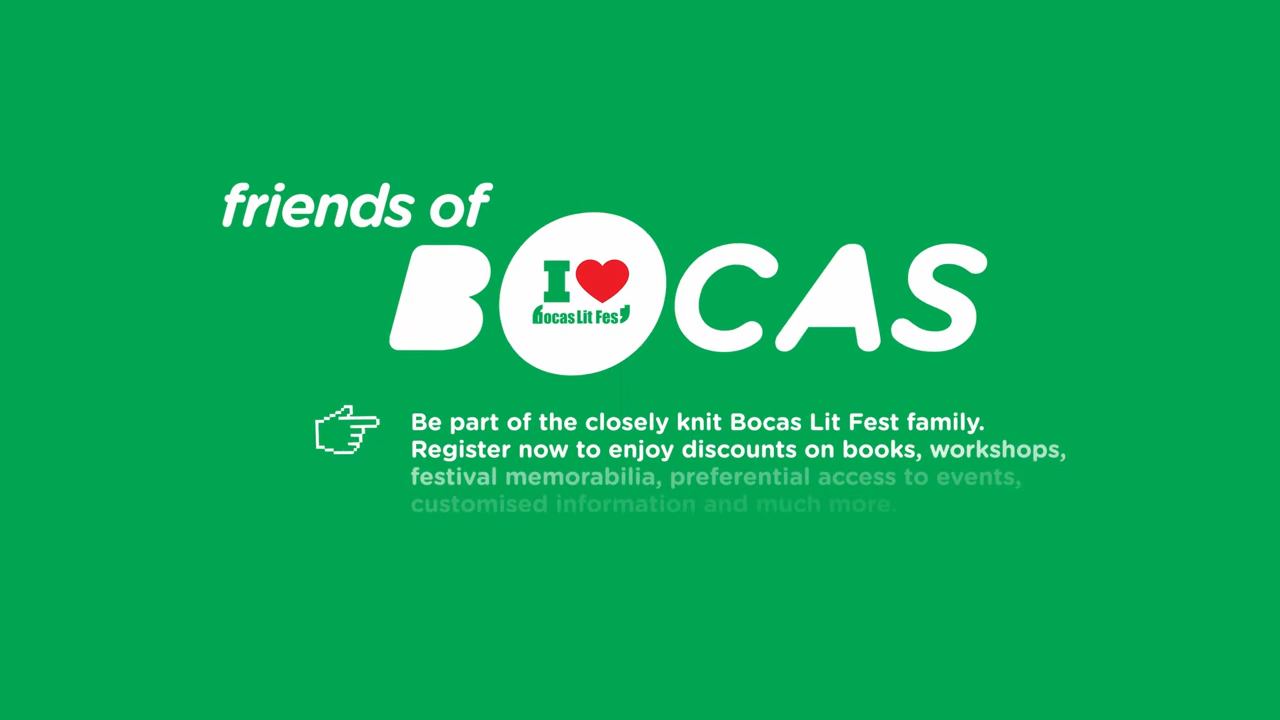 friends of
BOCAS
I ❤
Bocas Lit Fest
Be part of the closely knit Bocas Lit Fest family.
Register now to enjoy discounts on books, workshops,
festival memorabilia, preferential access to events,
customised information and much more.